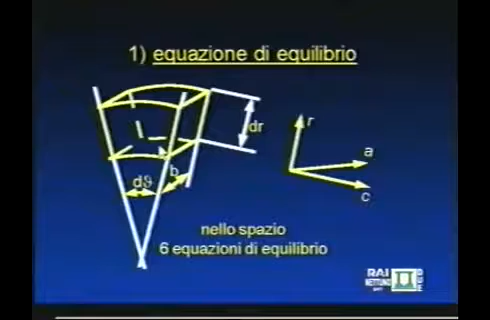 1) equazione di equilibrio
dr
r
a
b
dϑ
c
nello spazio
6 equazioni di equilibrio
RAI